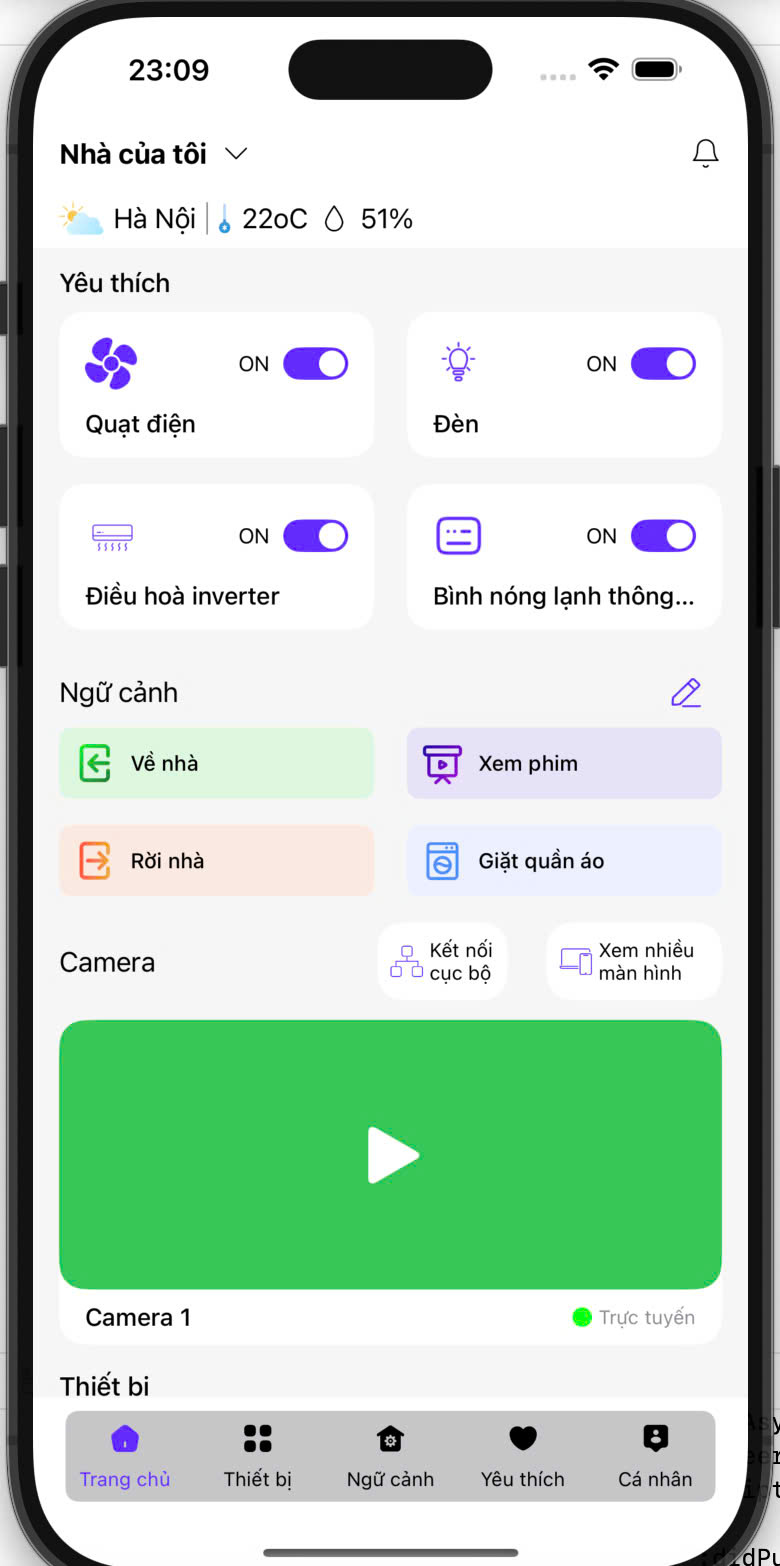 23:09
Nhà của tôi
Hà Nội 22oC 51%
Yêu thích
ON
Quạt điện
ON
Đèn
ON
Điều hoà inverter
ON
Bình nóng lạnh thông...
Ngữ cảnh
Về nhà
Xem phim
Rời nhà
Giặt quần áo
Camera
Kết nối
cục bộ
Xem nhiều
màn hình
Camera 1
Trực tuyến
Thiết bị
Trang chủ
Thiết bị
Ngữ cảnh
Yêu thích
Cá nhân